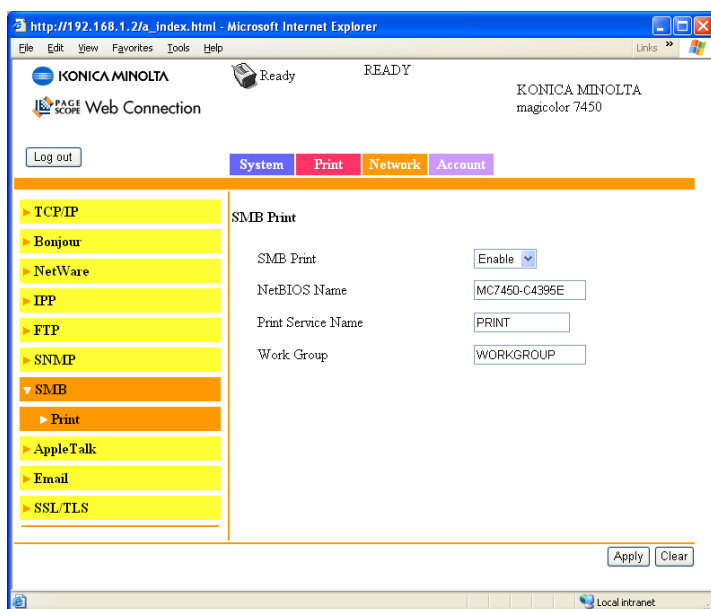 http://192.168.1.2/a_index.html - Microsoft Internet Explorer
File Edit View Favorites Tools Help Links »
KONICA MINOLTA
Ready
READY
KONICA MINOLTA
magicolor 7450
PAGE SCOPE Web Connection
Log out
System Print Network Account
TCP/IP
Bonjour
NetWare
IPP
FTP
SNMP
SMB
Print
AppleTalk
Email
SSL/TLS
SMB Print
SMB Print Enable
NetBIOS Name MC7450-C4395E
Print Service Name PRINT
Work Group WORKGROUP
Apply Clear
Local intranet